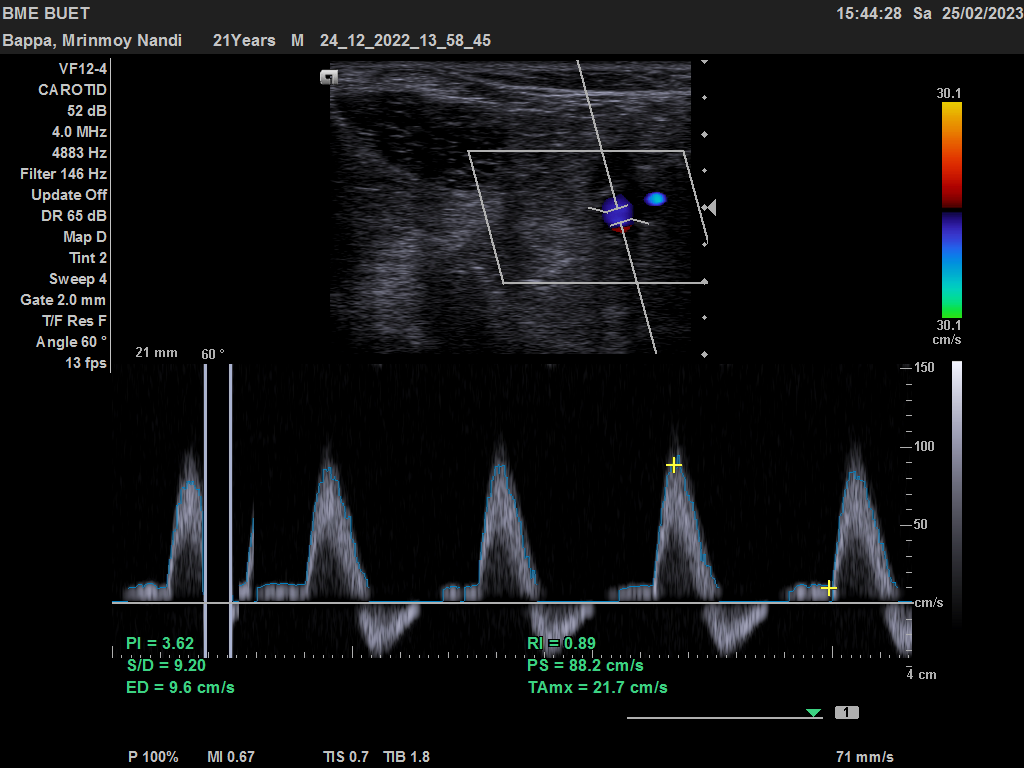 BME BUET 15:44:28 Sa 25/02/2023
Bappa, Mrinmoy Nandi 21Years M 24_12_2022_13_58_45
VF12-4
CAROTID
52 dB
4.0 MHz
4883 Hz
Filter 146 Hz
Update Off
DR 65 dB
Map D
Tint 2
Sweep 4
Gate 2.0 mm
T/F Res F
Angle 60 °
13 fps
30.1
30.1
cm/s
21 mm 60 °
150
100
50
cm/s
4 cm
PI = 3.62
S/D = 9.20
ED = 9.6 cm/s
RI = 0.89
PS = 88.2 cm/s
TAmx = 21.7 cm/s
1
P 100% MI 0.67 TIS 0.7 TIB 1.8 71 mm/s